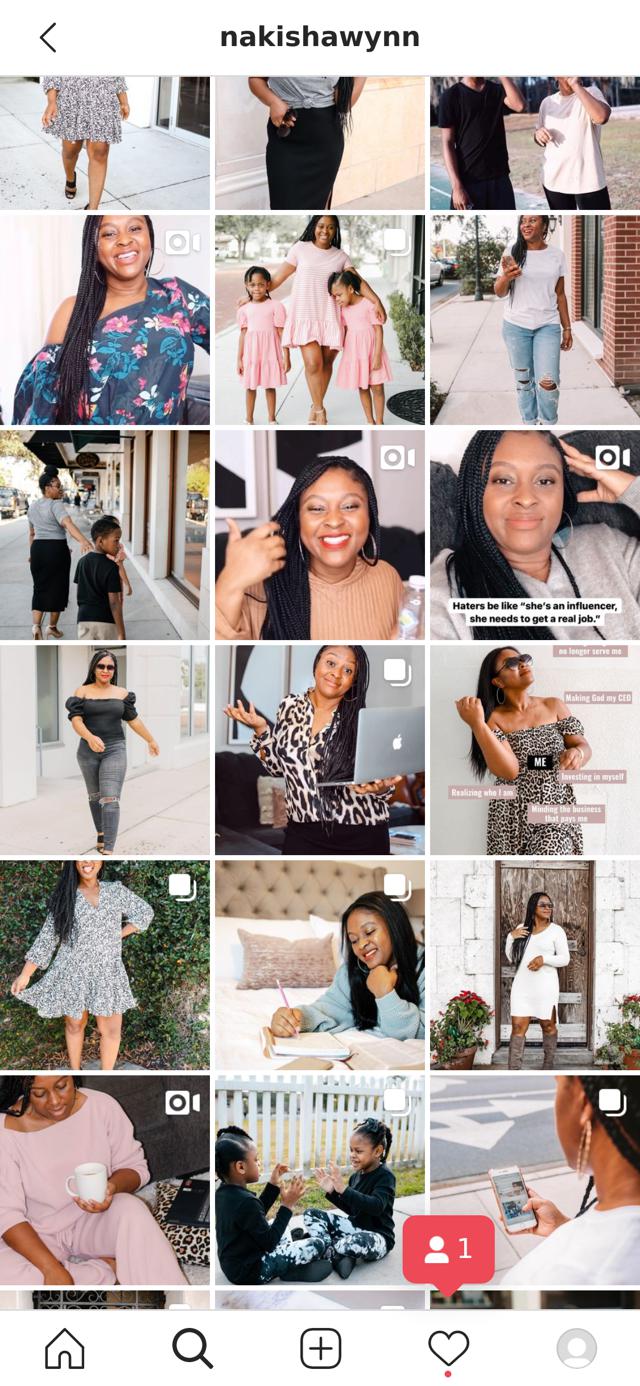 nakishawynn
Haters be like “she’s an influencer,
she needs to get a real job.”
no longer serve me
Making God my CEO
ME
Investing in myself
Realizing who I am
Minding the business
that pays me
1